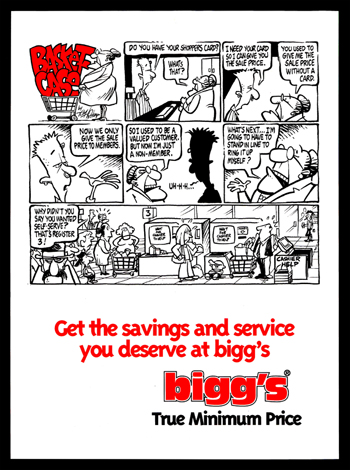 BASKET
CASE
DO YOU HAVE YOUR SHOPPERS CARD?
WHAT'S
THAT?
I NEED YOUR CARD
SO I CAN GIVE YOU
THE SALE PRICE.
YOU USED TO
GIVE ME THE
SALE PRICE
WITHOUT A
CARD.
NOW WE ONLY
GIVE THE SALE
PRICE TO MEMBERS.
SO I USED TO BE A
VALUED CUSTOMER.
BUT NOW I'M JUST
A NON-MEMBER.
UH-H-H...
WHAT'S NEXT... I'M
GOING TO HAVE TO
STAND IN LINE TO
RING IT UP
MYSELF?
WHY DIDN'T YOU
SAY YOU WANTED
SELF-SERVE?
THAT'S REGISTER
3!
3
CASHIER
HELP
Get the savings and service
you deserve at bigg's
bigg's®
True Minimum Price